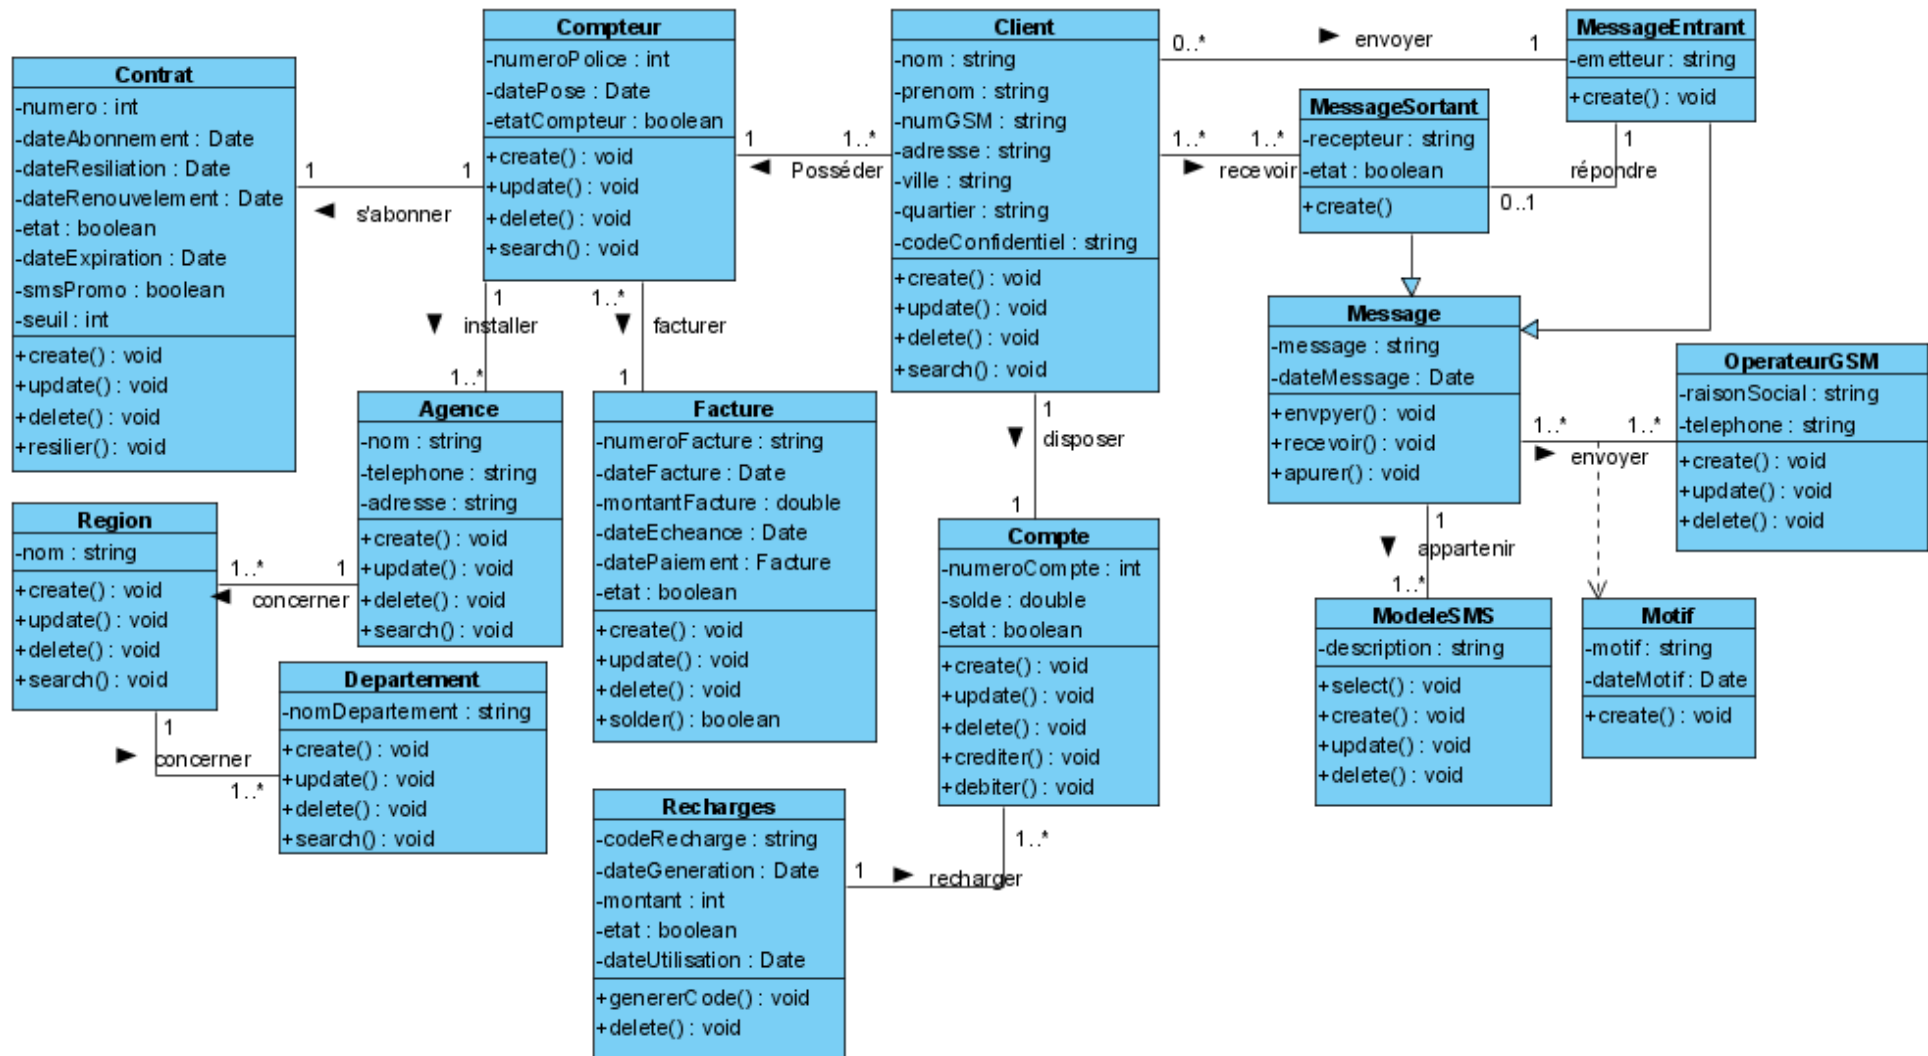 Contrat
-numero : int
-dateAbonnement : Date
-dateResiliation : Date
-dateRenouvelement : Date
-etat : boolean
-dateExpiration : Date
-smsPromo : boolean
-seuil : int
+create() : void
+update() : void
+delete() : void
+resilier() : void
1
1
s'abonner
Compteur
-numeroPolice : int
-datePose : Date
-etatCompteur : boolean
+create() : void
+update() : void
+delete() : void
+search() : void
1
1..*
Posséder
Client
-nom : string
-prenom : string
-numGSM : string
-adresse : string
-ville : string
-quartier : string
-codeConfidentiel : string
+create() : void
+update() : void
+delete() : void
+search() : void
0..*
envoyer
1
MessageEntrant
-emetteur : string
+create() : void
1..*
1..*
recevoir
MessageSortant
-recepteur : string
-etat : boolean
+create()
1
répondre
0..1
Message
-message : string
-dateMessage : Date
+envpyer() : void
+recevoir() : void
+apurer() : void
1..*
1..*
envoyer
OperateurGSM
-raisonSocial : string
-telephone : string
+create() : void
+update() : void
+delete() : void
1
installer
1..*
1..*
facturer
1
Agence
-nom : string
-telephone : string
-adresse : string
+create() : void
+update() : void
+delete() : void
+search() : void
Facture
-numeroFacture : string
-dateFacture : Date
-montantFacture : double
-dateEcheance : Date
-datePaiement : Facture
-etat : boolean
+create() : void
+update() : void
+delete() : void
+solder() : boolean
1
disposer
1
Compte
-numeroCompte : int
-solde : double
-etat : boolean
+create() : void
+update() : void
+delete() : void
+crediter() : void
+debiter() : void
1
appartenir
1..*
ModeleSMS
-description : string
+select() : void
+create() : void
+update() : void
+delete() : void
Motif
-motif : string
-dateMotif : Date
+create() : void
Region
-nom : string
+create() : void
+update() : void
+delete() : void
+search() : void
1..*
1
concerner
1
concerner
1..*
Departement
-nomDepartement : string
+create() : void
+update() : void
+delete() : void
+search() : void
Recharges
-codeRecharge : string
-dateGeneration : Date
-montant : int
-etat : boolean
-dateUtilisation : Date
+genererCode() : void
+delete() : void
1
recharger
1..*